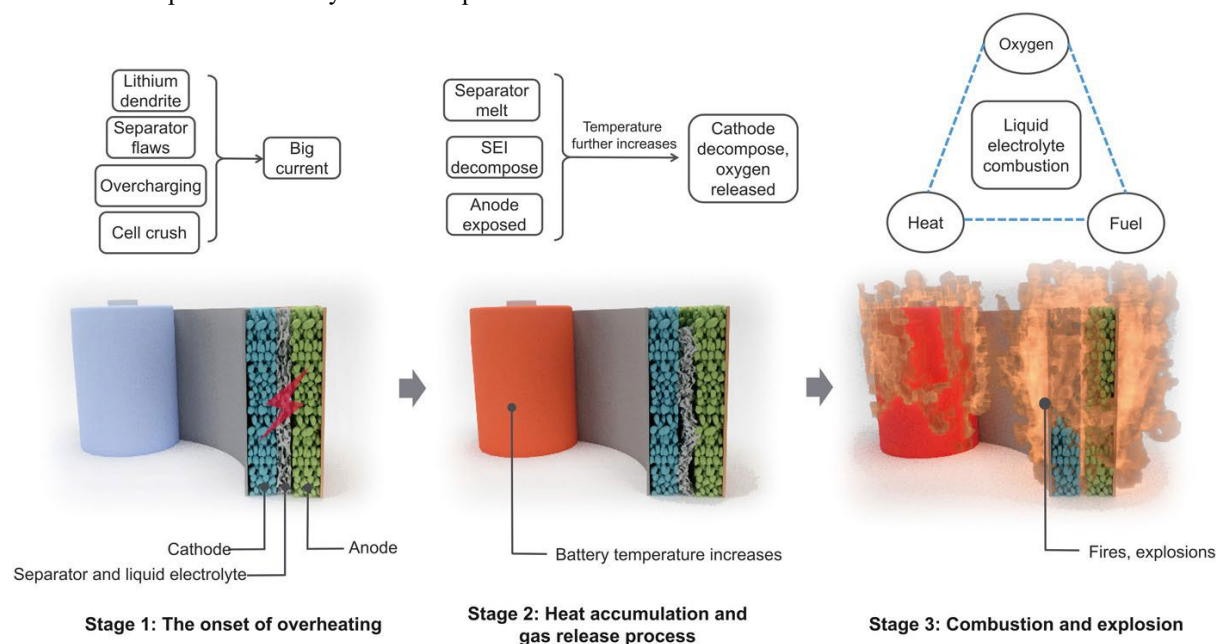 Lithium
dendrite
Separator
flaws
Overcharging
Cell crush
Big
current
Separator
melt
SEI
decompose
Anode
exposed
Temperature
further increases
Cathode
decompose,
oxygen
released
Oxygen
Liquid
electrolyte
combustion
Heat
Fuel
Cathode
Anode
Separator and liquid electrolyte
Battery temperature increases
Fires, explosions
Stage 1: The onset of overheating
Stage 2: Heat accumulation and
gas release process
Stage 3: Combustion and explosion